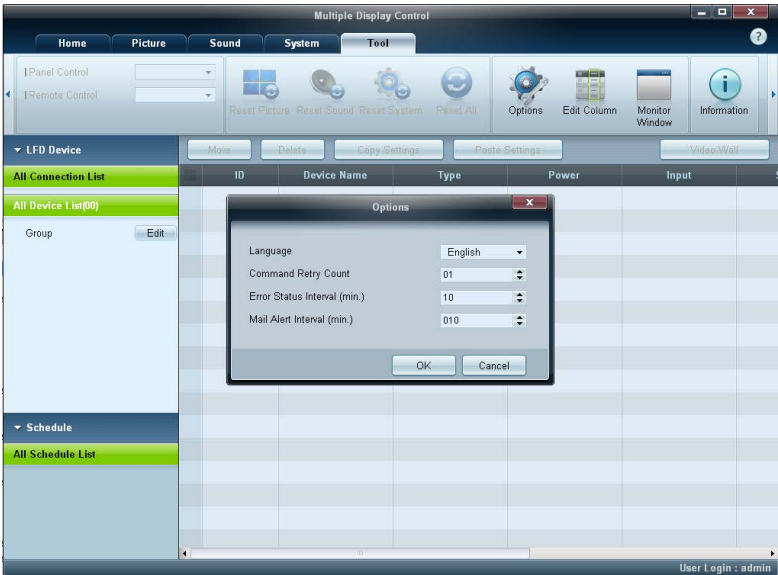 Multiple Display Control
Home Picture Sound System Tool
?
Panel Control
Remote Control
Reset Picture Reset Sound Reset System Reset All
Options Edit Column Monitor Window Information
LFD Device
Move Delete Copy Settings Paste Settings Video Wall
All Connection List
ID Device Name Type Power Input
All Device List(00)
Group Edit
Options
Language English
Command Retry Count 01
Error Status Interval (min.) 10
Mail Alert Interval (min.) 010
OK Cancel
Schedule
All Schedule List
User Login : admin